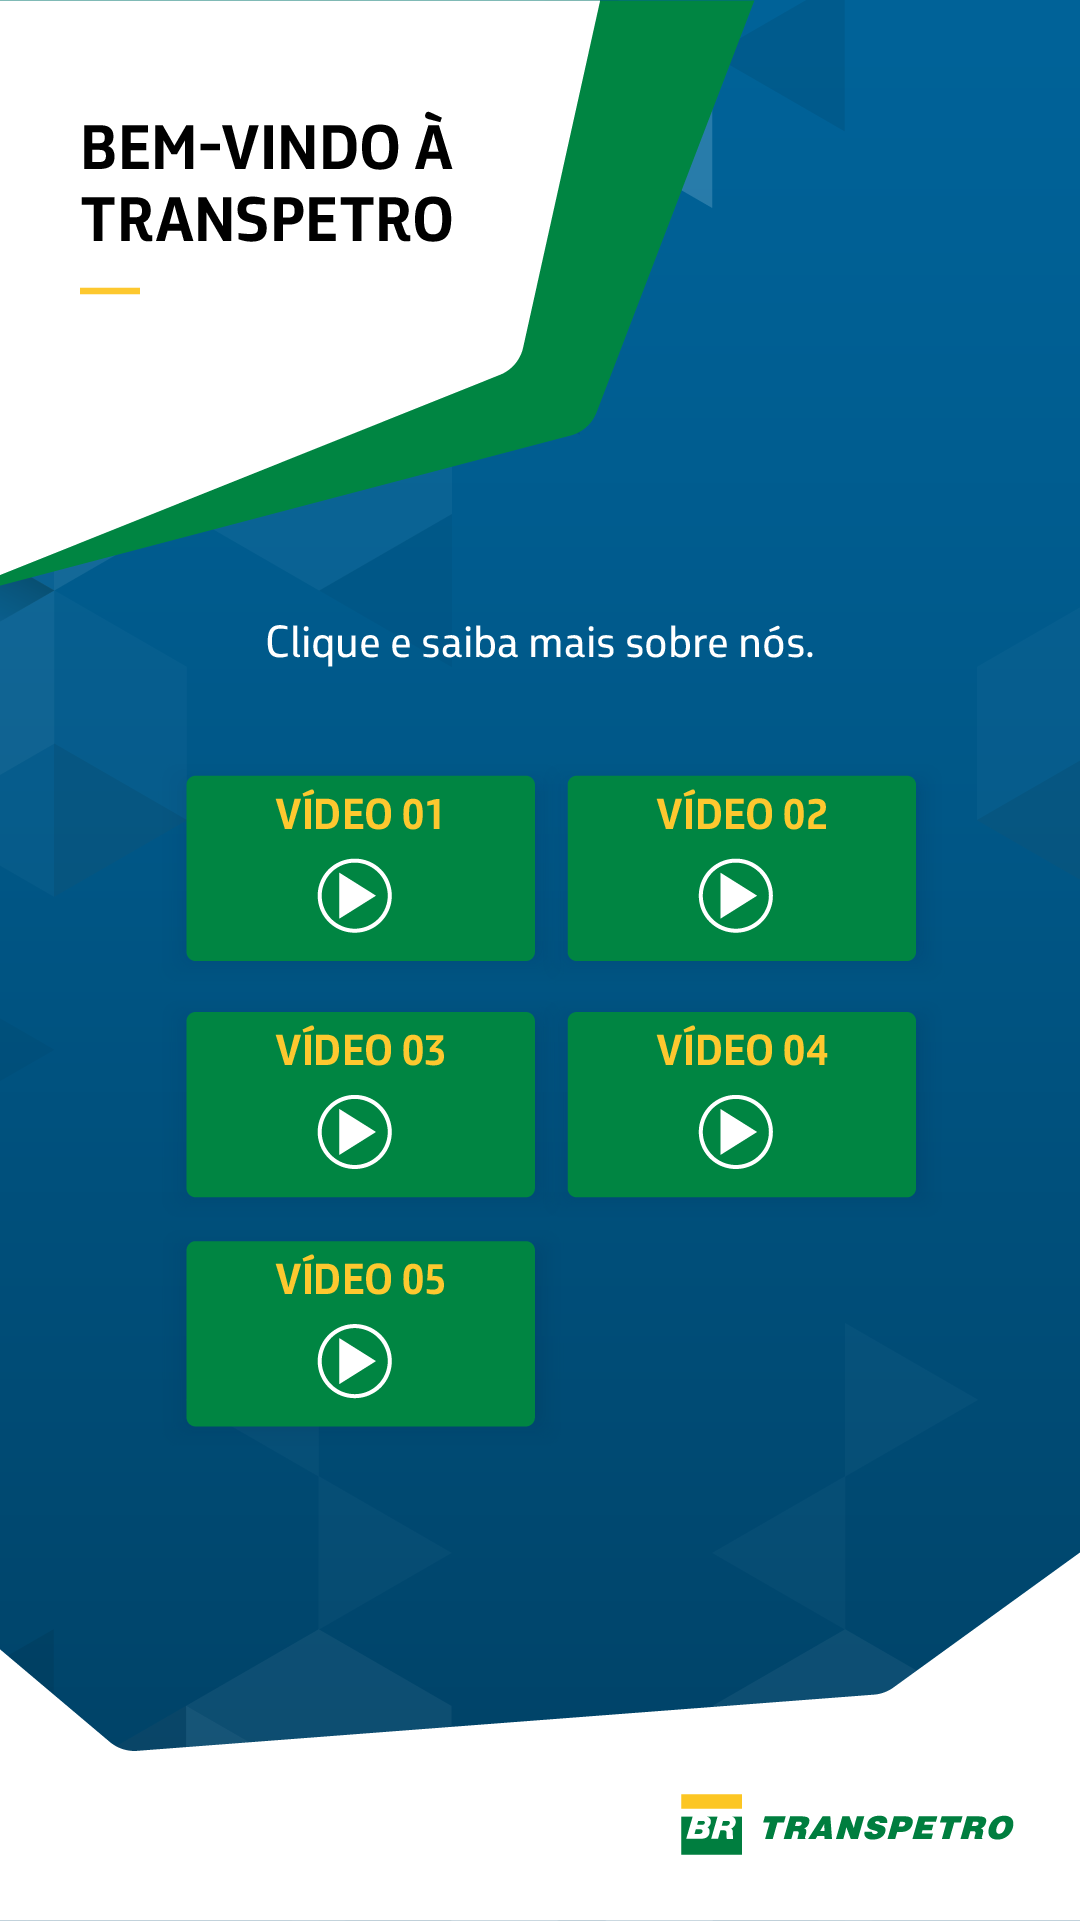 BEM-VINDO À
TRANSPETRO
Clique e saiba mais sobre nós.
VÍDEO 01
VÍDEO 02
VÍDEO 03
VÍDEO 04
VÍDEO 05
BR TRANSPETRO